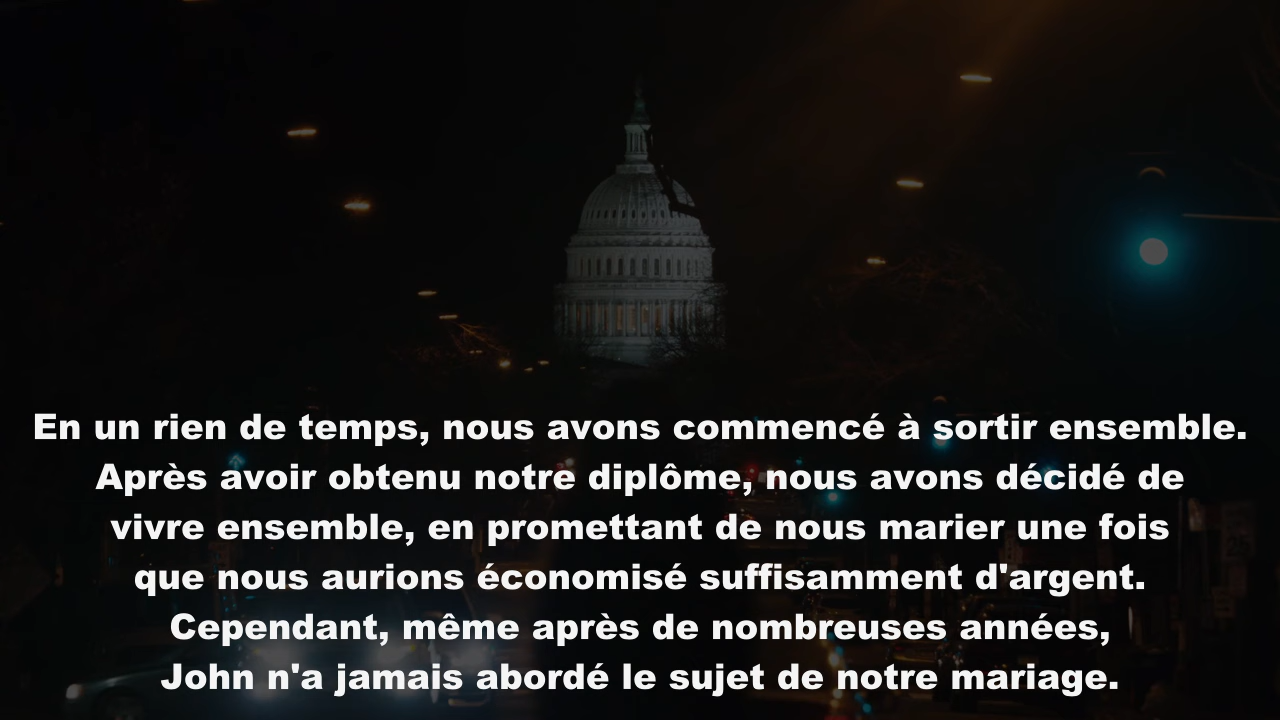 En un rien de temps, nous avons commencé à sortir ensemble.
Après avoir obtenu notre diplôme, nous avons décidé de
vivre ensemble, en promettant de nous marier une fois
que nous aurions économisé suffisamment d'argent.
Cependant, même après de nombreuses années,
John n'a jamais abordé le sujet de notre mariage.